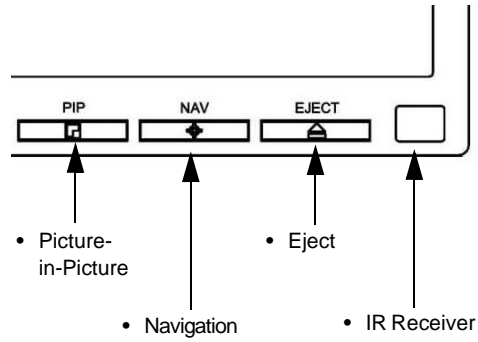 PIP NAV EJECT
• Picture-
in-Picture
• Eject
• Navigation
• IR Receiver